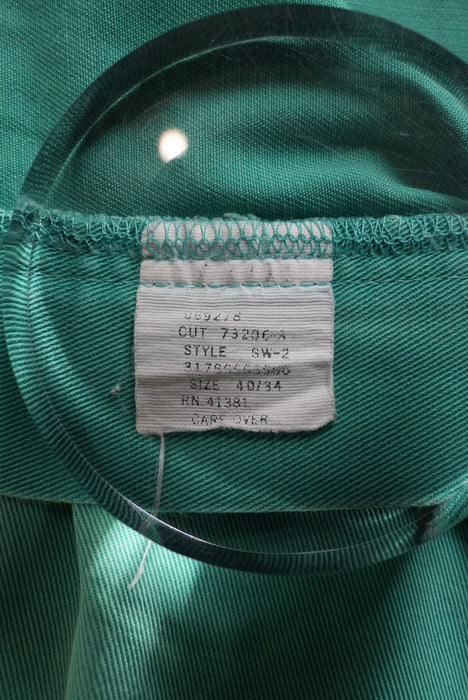 CUT 73206-A
STYLE SW-2
SIZE 40/34
RN 41381
CARE OVER